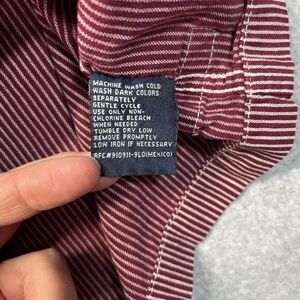 MACHINE WASH COLD
WASH DARK COLORS
SEPARATELY
GENTLE CYCLE
USE ONLY NON-
CHLORINE BLEACH
WHEN NEEDED
TUMBLE DRY LOW
REMOVE PROMPTLY
LOW IRON IF NECESSARY
RFC#910911-9L0(MEXICO)